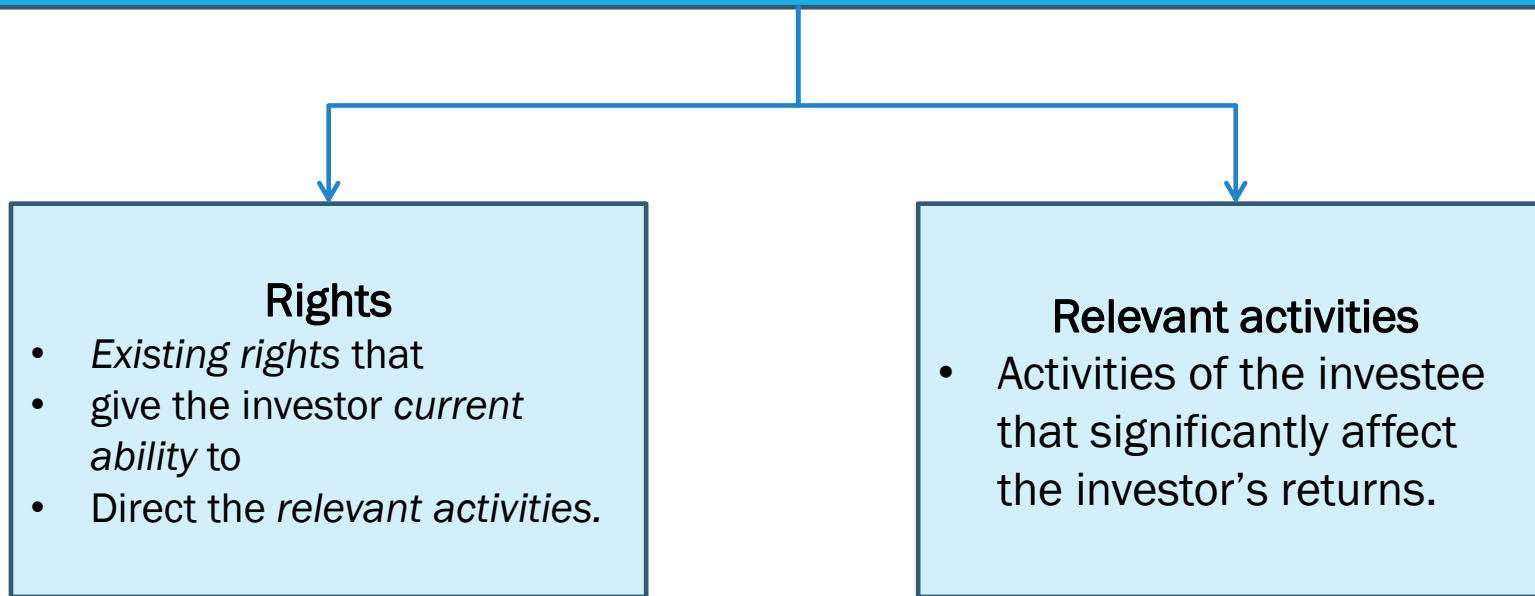 Rights
• Existing rights that
• give the investor current
ability to
• Direct the relevant activities.
Relevant activities
• Activities of the investee
that significantly affect
the investor’s returns.